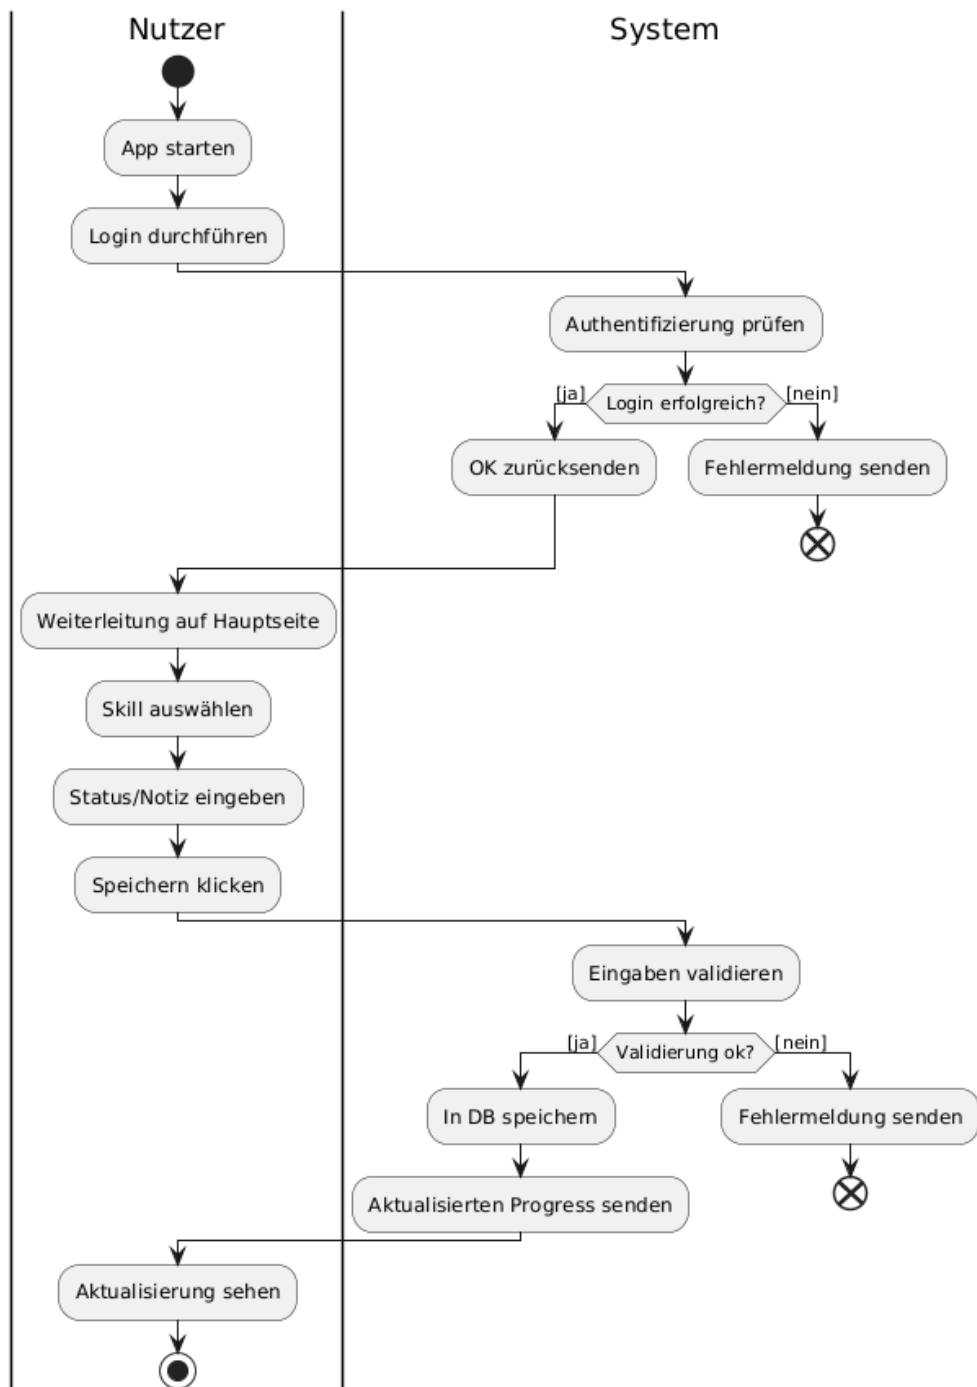 Nutzer
System
App starten
Login durchführen
Authentifizierung prüfen
[ja]
Login erfolgreich?
[nein]
OK zurücksenden
Fehlermeldung senden
Weiterleitung auf Hauptseite
Skill auswählen
Status/Notiz eingeben
Speichern klicken
Eingaben validieren
[ja]
Validierung ok?
[nein]
In DB speichern
Fehlermeldung senden
Aktualisierten Progress senden
Aktualisierung sehen